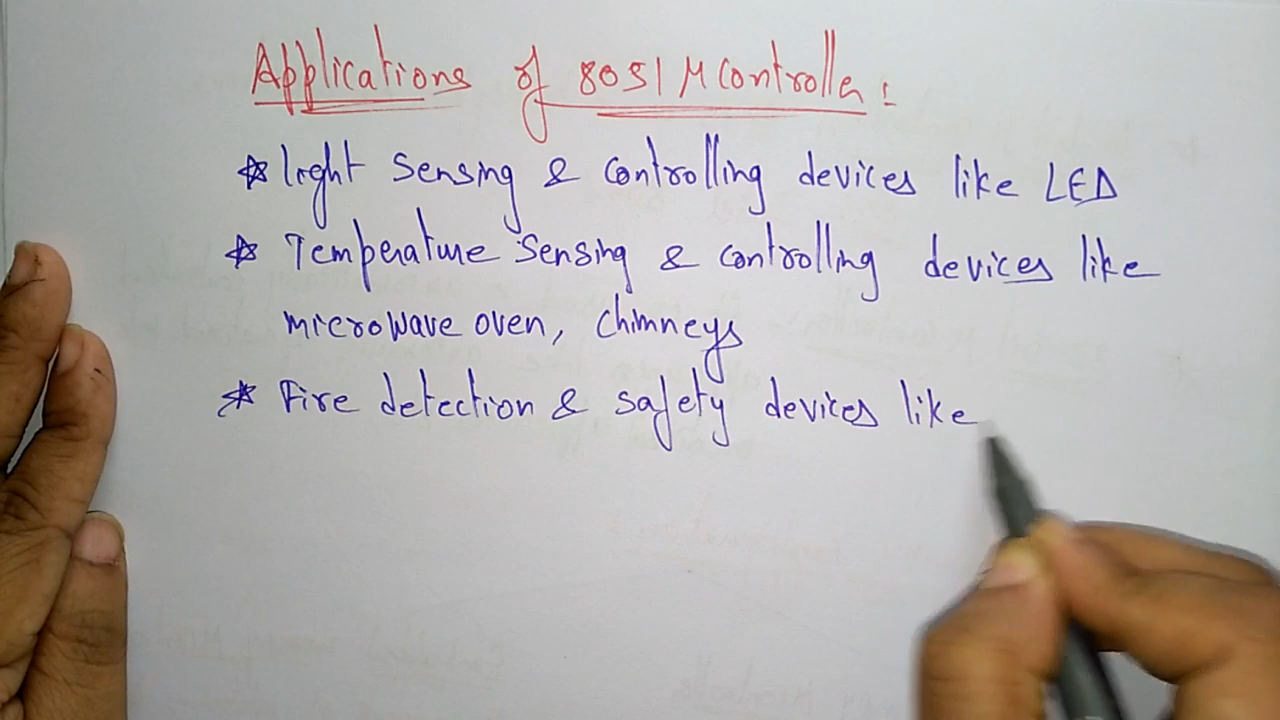 Applications of 8051 μController:
☆ light sensing & controlling devices like LED
☆ Temperature sensing & controlling devices like
microwave oven, chimneys
☆ Fire detection & safety devices like